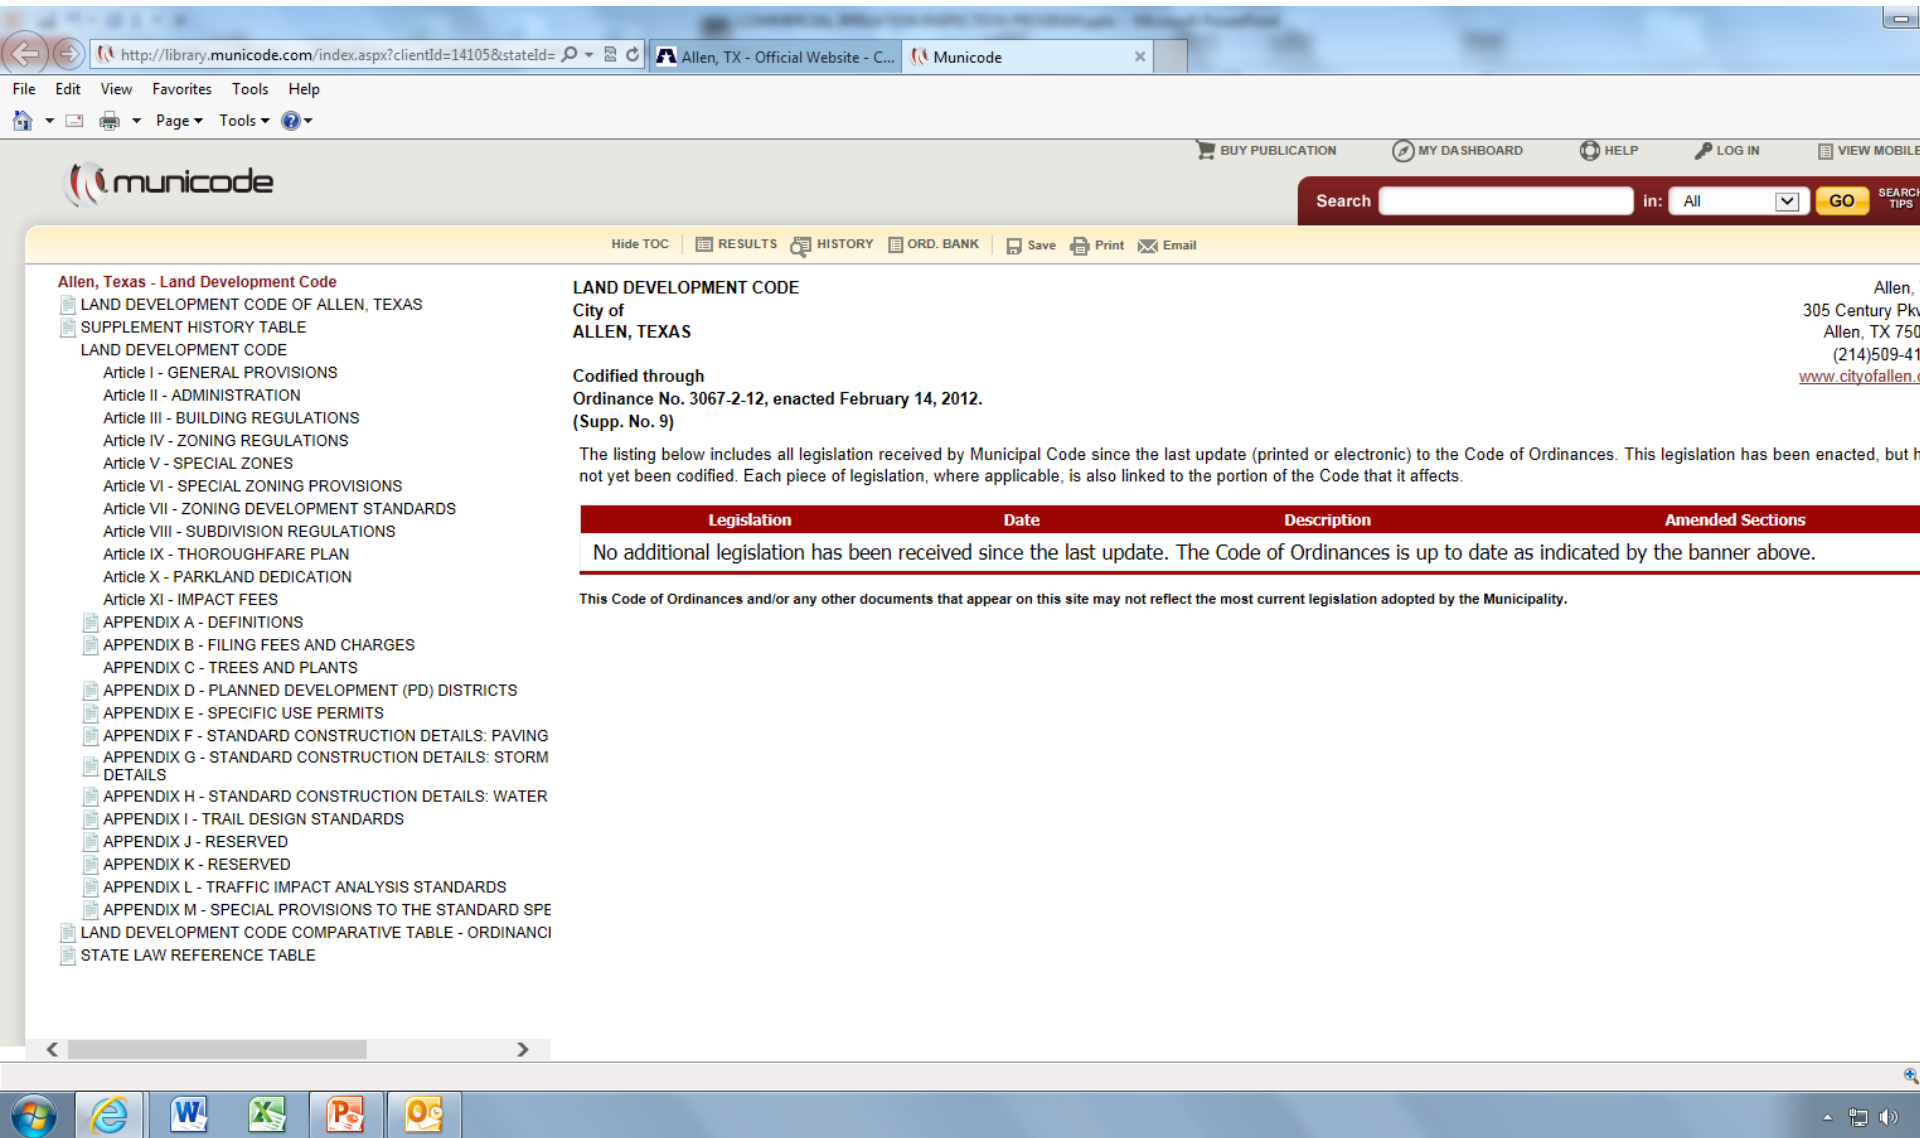 http://library.municode.com/index.aspx?clientId=14105&stateId=
Allen, TX - Official Website - C...
Municode
File Edit View Favorites Tools Help
Page Tools
BUY PUBLICATION MY DASHBOARD HELP LOG IN VIEW MOBILE
municode
Search in: All GO SEARCH TIPS
Hide TOC RESULTS HISTORY ORD. BANK Save Print Email
Allen, Texas - Land Development Code
LAND DEVELOPMENT CODE OF ALLEN, TEXAS
SUPPLEMENT HISTORY TABLE
LAND DEVELOPMENT CODE
Article I - GENERAL PROVISIONS
Article II - ADMINISTRATION
Article III - BUILDING REGULATIONS
Article IV - ZONING REGULATIONS
Article V - SPECIAL ZONES
Article VI - SPECIAL ZONING PROVISIONS
Article VII - ZONING DEVELOPMENT STANDARDS
Article VIII - SUBDIVISION REGULATIONS
Article IX - THOROUGHFARE PLAN
Article X - PARKLAND DEDICATION
Article XI - IMPACT FEES
APPENDIX A - DEFINITIONS
APPENDIX B - FILING FEES AND CHARGES
APPENDIX C - TREES AND PLANTS
APPENDIX D - PLANNED DEVELOPMENT (PD) DISTRICTS
APPENDIX E - SPECIFIC USE PERMITS
APPENDIX F - STANDARD CONSTRUCTION DETAILS: PAVING
APPENDIX G - STANDARD CONSTRUCTION DETAILS: STORM
DETAILS
APPENDIX H - STANDARD CONSTRUCTION DETAILS: WATER
APPENDIX I - TRAIL DESIGN STANDARDS
APPENDIX J - RESERVED
APPENDIX K - RESERVED
APPENDIX L - TRAFFIC IMPACT ANALYSIS STANDARDS
APPENDIX M - SPECIAL PROVISIONS TO THE STANDARD SPE
LAND DEVELOPMENT CODE COMPARATIVE TABLE - ORDINANC
STATE LAW REFERENCE TABLE
LAND DEVELOPMENT CODE
City of
ALLEN, TEXAS
Codified through
Ordinance No. 3067-2-12, enacted February 14, 2012.
(Supp. No. 9)
Allen,
305 Century Pk
Allen, TX 750
(214)509-41
www.cityofallen.
The listing below includes all legislation received by Municipal Code since the last update (printed or electronic) to the Code of Ordinances. This legislation has been enacted, but h
not yet been codified. Each piece of legislation, where applicable, is also linked to the portion of the Code that it affects.
Legislation Date Description Amended Sections
No additional legislation has been received since the last update. The Code of Ordinances is up to date as indicated by the banner above.
This Code of Ordinances and/or any other documents that appear on this site may not reflect the most current legislation adopted by the Municipality.